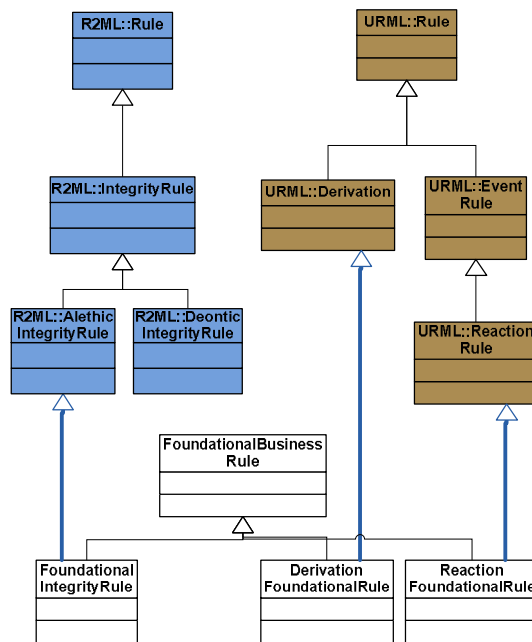 R2ML::Rule
URML::Rule
R2ML::IntegrityRule
URML::Derivation
URML::Event
Rule
R2ML::Alethic
IntegrityRule
R2ML::Deontic
IntegrityRule
URML::Reaction
Rule
FoundationalBusiness
Rule
Foundational
IntegrityRule
Derivation
FoundationalRule
Reaction
FoundationalRule